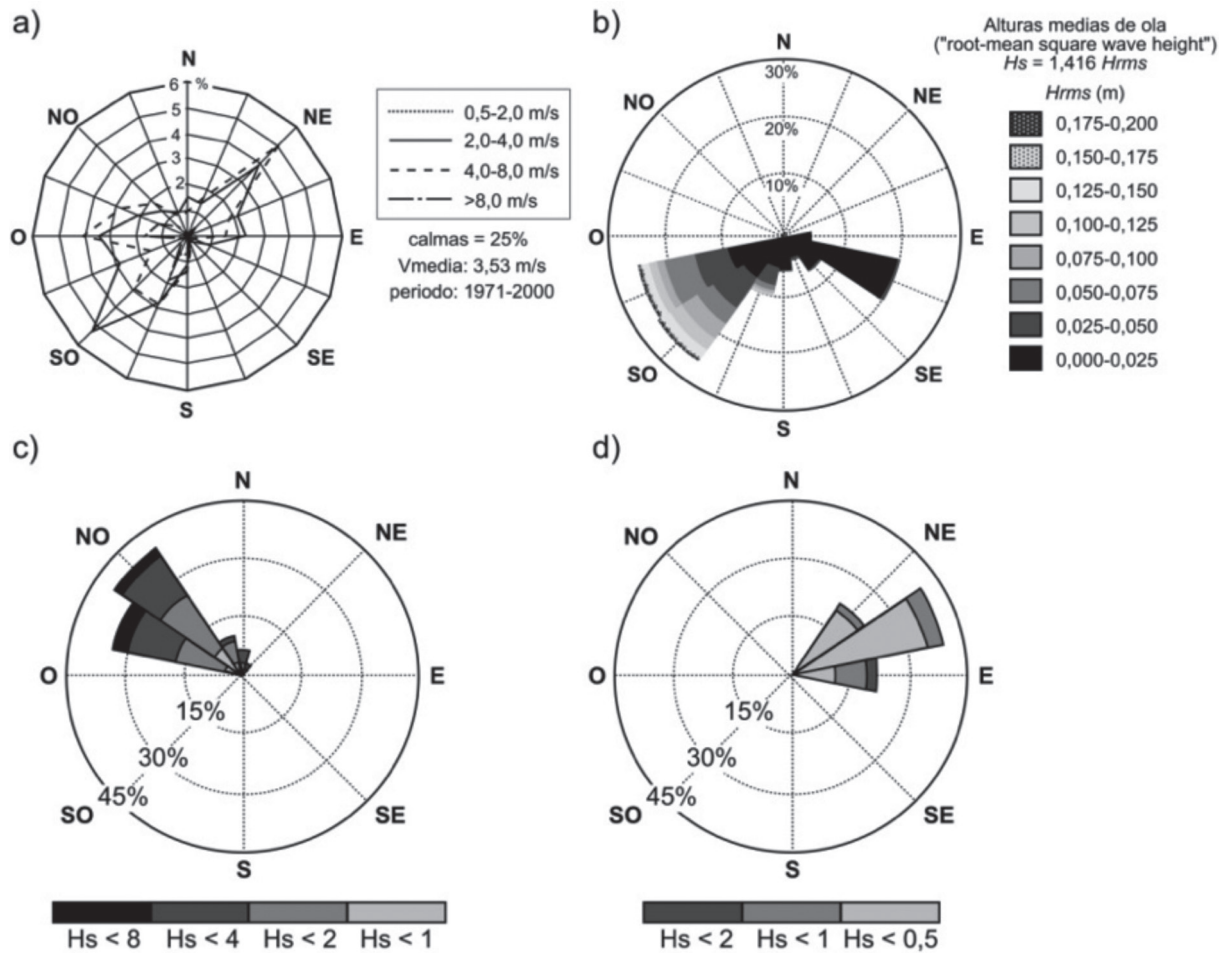 a)
N
6 %
5
4
3
2
NO
NE
O
E
SO
SE
S
0,5-2,0 m/s
2,0-4,0 m/s
4,0-8,0 m/s
>8,0 m/s
calmas = 25%
Vmedia: 3,53 m/s
periodo: 1971-2000
b)
N
30%
20%
10%
NO
NE
O
E
SO
SE
S
Alturas medias de ola
("root-mean square wave height")
Hs = 1,416 Hrms
Hrms (m)
0,175-0,200
0,150-0,175
0,125-0,150
0,100-0,125
0,075-0,100
0,050-0,075
0,025-0,050
0,000-0,025
c)
N
NO
NE
O
E
15%
30%
45%
SO
SE
S
Hs < 8 Hs < 4 Hs < 2 Hs < 1
d)
N
NO
NE
O
E
15%
30%
45%
SO
SE
S
Hs < 2 Hs < 1 Hs < 0,5